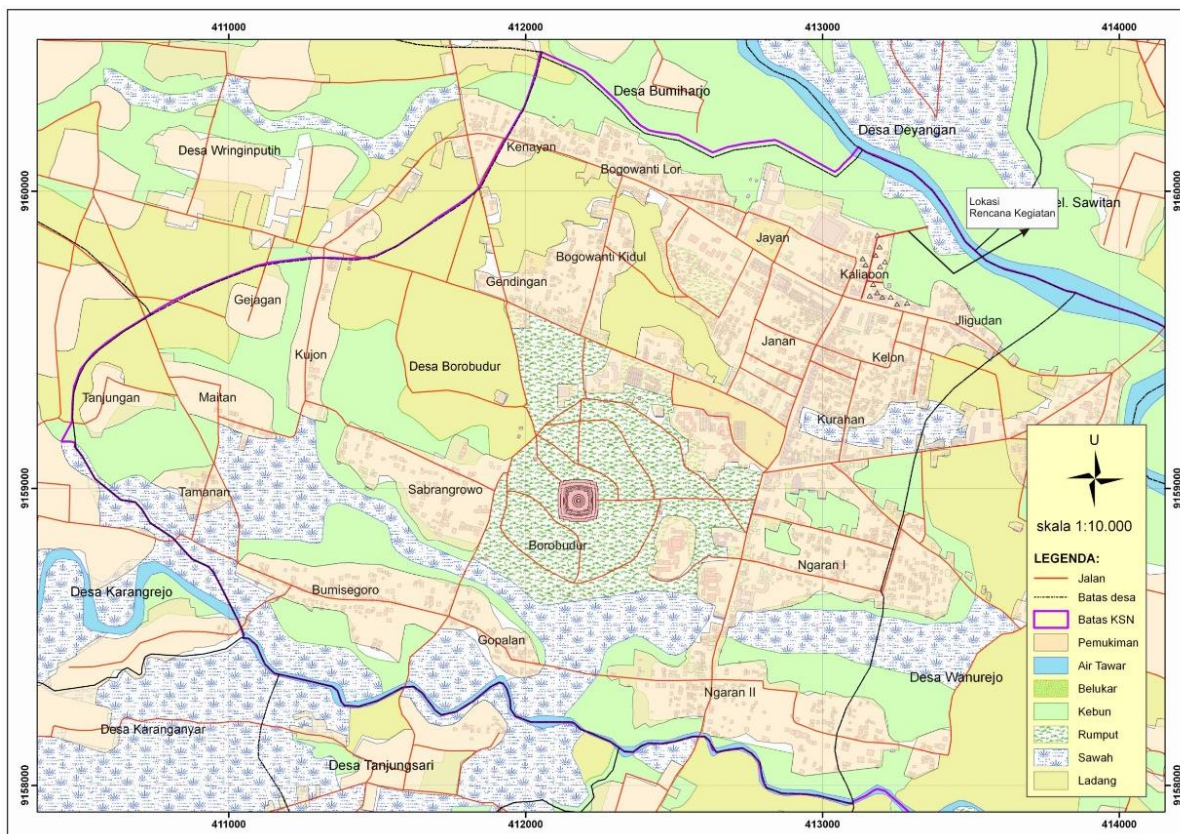 411000
412000
413000
414000
Desa Bumiharjo
Desa Deyangan
Kenayan
Desa Wringinputih
Bogowanti Lor
9160000
9160000
Lokasi
Rencana Kegiatan
el. Sawitan
Jayan
Bogowanti Kidul
Kaliabon
Gendingan
Gejagan
Jligudan
Janan
Kujon
Kelon
Desa Borobudur
Tanjungan
Maitan
Kurahan
U
Sabrangrowo
Tamanan
9159000
9159000
skala 1:10.000
Borobudur
LEGENDA:
Ngaran I
Jalan
Desa Karangrejo
Bumisegoro
Batas desa
Batas KSN
Gopalan
Pemukiman
Air Tawar
Desa Wanurejo
Ngaran II
Belukar
Kebun
Desa Karanganyar
Rumput
Desa Tanjungsari
Sawah
Ladang
9158000
9158000
411000
412000
413000
414000